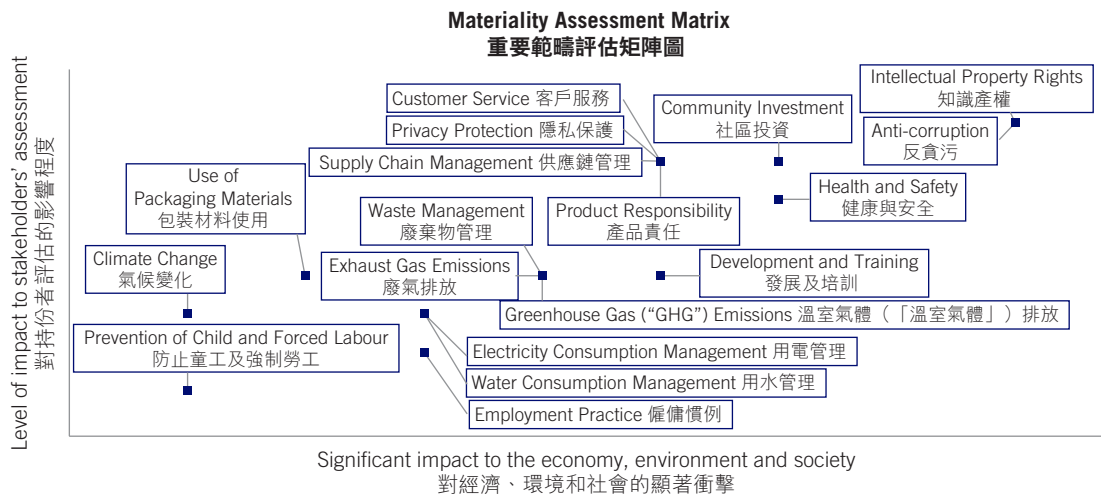 Materiality Assessment Matrix
重要範疇評估矩陣圖
Level of impact to stakeholders’ assessment
對持份者評估的影響程度
Intellectual Property Rights
知識產權
Customer Service 客戶服務
Community Investment
社區投資
Privacy Protection 隱私保護
Anti-corruption
反貪污
Supply Chain Management 供應鏈管理
Use of
Packaging Materials
包裝材料使用
Health and Safety
健康與安全
Waste Management
廢棄物管理
Product Responsibility
產品責任
Climate Change
氣候變化
Exhaust Gas Emissions
廢氣排放
Development and Training
發展及培訓
Greenhouse Gas (“GHG”) Emissions 溫室氣體（「溫室氣體」）排放
Prevention of Child and Forced Labour
防止童工及強制勞工
Electricity Consumption Management 用電管理
Water Consumption Management 用水管理
Employment Practice 僱傭慣例
Significant impact to the economy, environment and society
對經濟、環境和社會的顯著衝擊